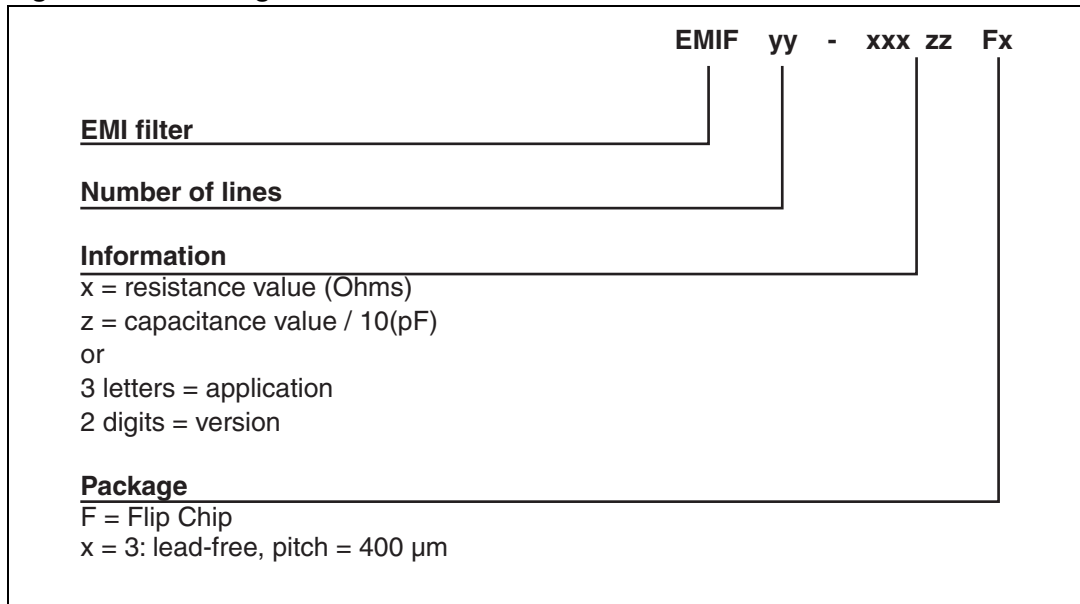 EMIF yy - xxx zz Fx
EMI filter
Number of lines
Information
x = resistance value (Ohms)
z = capacitance value / 10(pF)
or
3 letters = application
2 digits = version
Package
F = Flip Chip
x = 3: lead-free, pitch = 400 µm